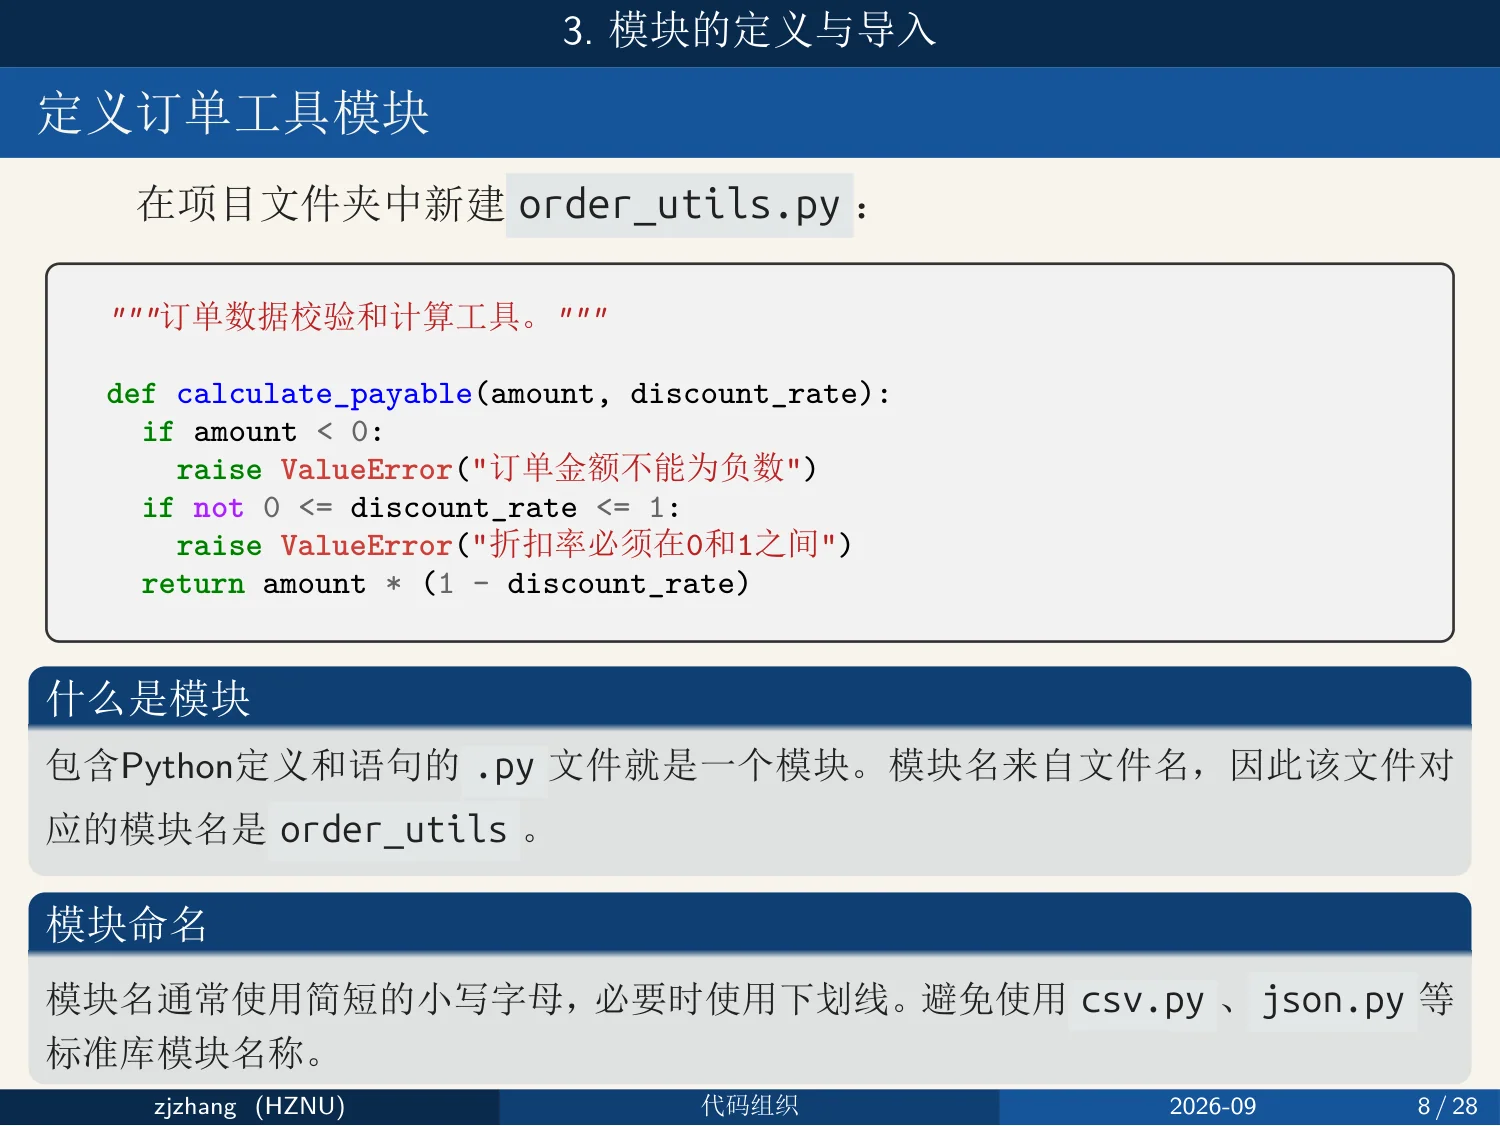 3. 模块的定义与导入
定义订单工具模块
在项目文件夹中新建 order_utils.py：
"""订单数据校验和计算工具。"""
def calculate_payable(amount, discount_rate):
  if amount < 0:
    raise ValueError("订单金额不能为负数")
  if not 0 <= discount_rate <= 1:
    raise ValueError("折扣率必须在0和1之间")
  return amount * (1 - discount_rate)
什么是模块
包含Python定义和语句的 .py 文件就是一个模块。模块名来自文件名，因此该文件对
应的模块名是 order_utils 。
模块命名
模块名通常使用简短的小写字母，必要时使用下划线。避免使用 csv.py 、 json.py 等
标准库模块名称。
zjzhang (HZNU) 代码组织 2026-09 8 / 28